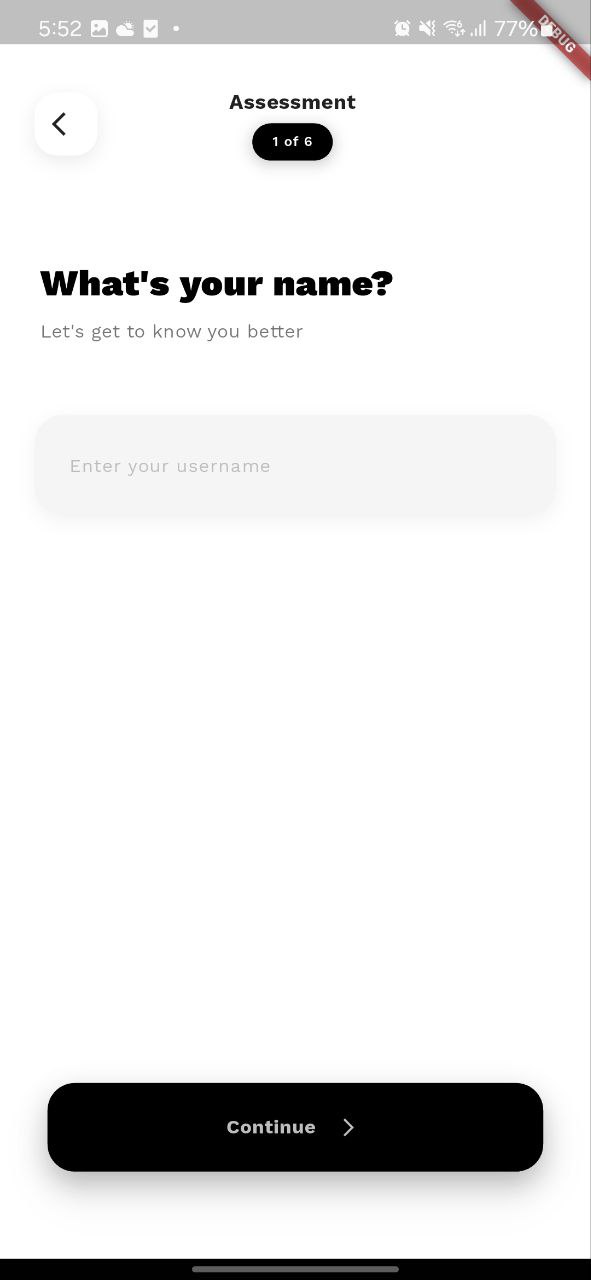 5:52
77%
DEBUG
Assessment
1 of 6
What's your name?
Let's get to know you better
Enter your username
Continue